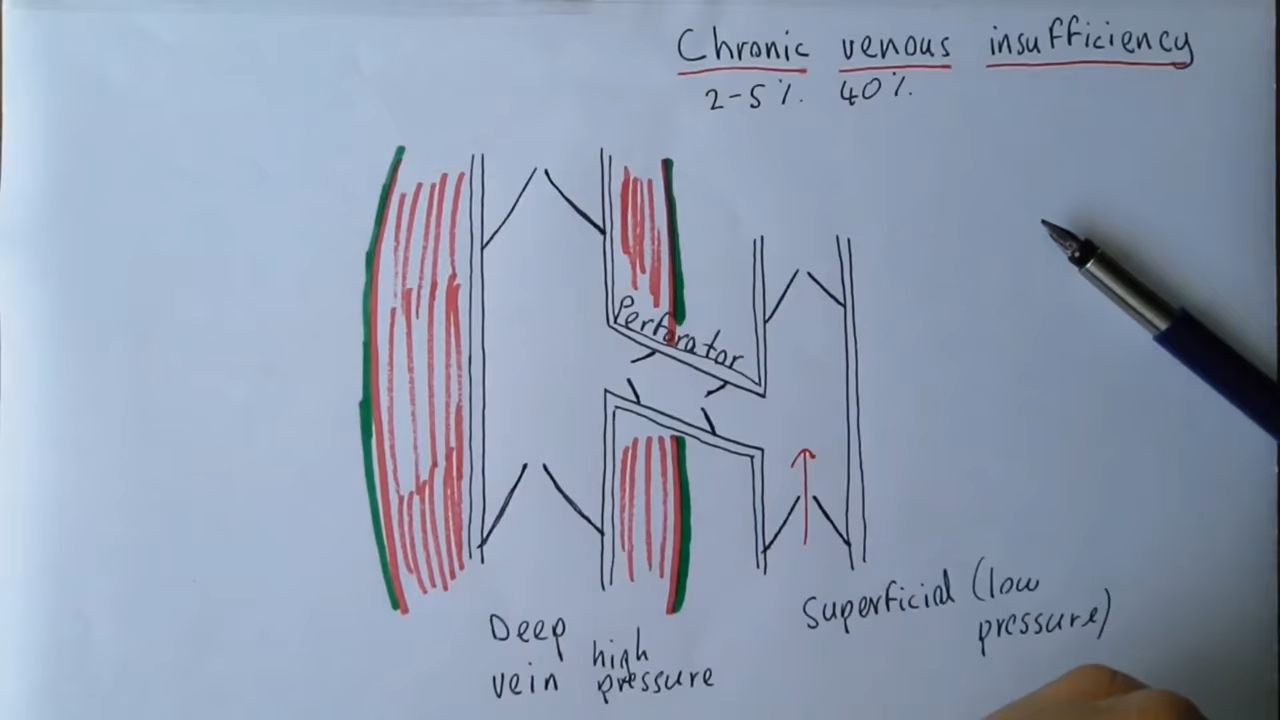 Chronic venous insufficiency
2-5%. 40%.
Perforator
Superficial (low
pressure)
Deep
vein high
pressure